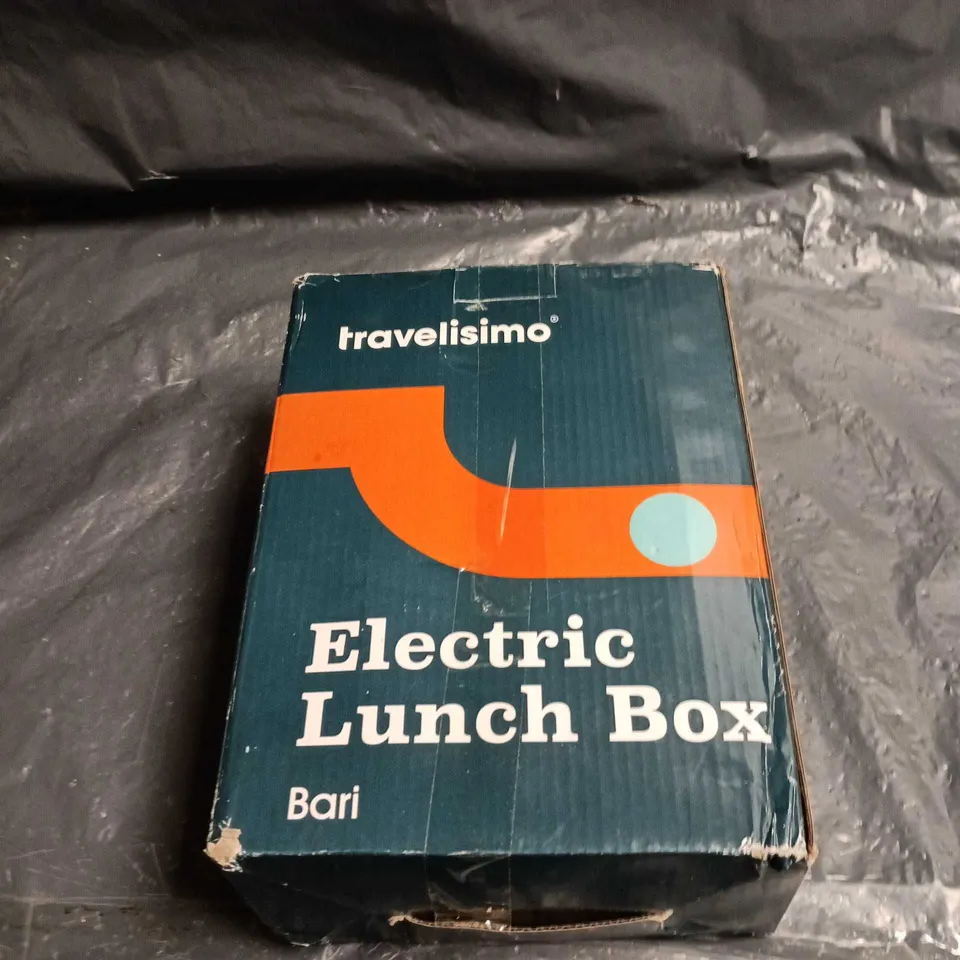 travelisimo®
Electric
Lunch Box
Bari